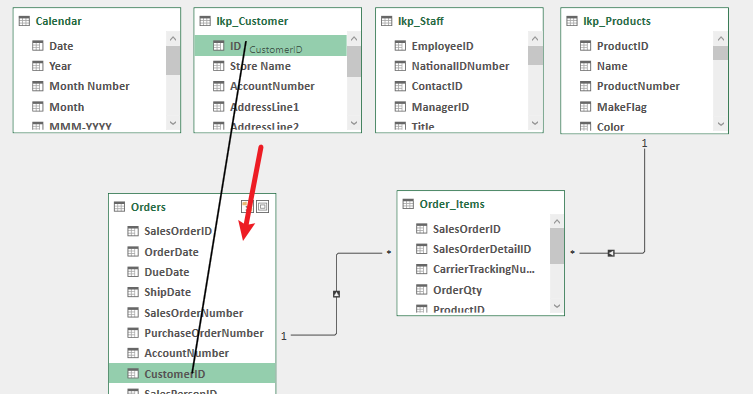 Calendar
Date
Year
Month Number
Month
MMM-YYYY
lkp_Customer
ID
CustomerID
Store Name
AccountNumber
AddressLine1
AddressLine2
lkp_Staff
EmployeeID
NationalIDNumber
ContactID
ManagerID
Title
lkp_Products
ProductID
Name
ProductNumber
MakeFlag
Color
1
Orders
SalesOrderID
OrderDate
DueDate
ShipDate
SalesOrderNumber
PurchaseOrderNumber
AccountNumber
CustomerID
SalesPersonID
1
*
Order_Items
SalesOrderID
SalesOrderDetailID
CarrierTrackingNu...
OrderQty
ProductID
*